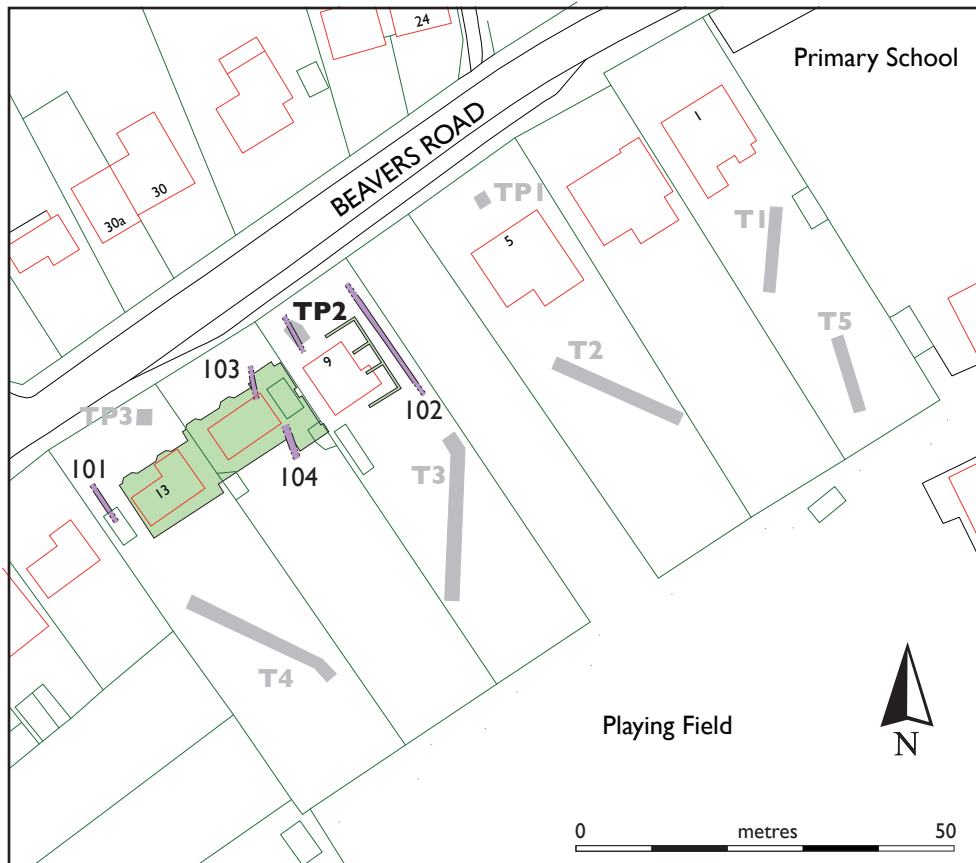 24
Primary School
BEAVERS ROAD
1
30
30a
TP1
T1
5
TP2
T5
9
103
T2
102
TP3
101
104
13
T3
T4
Playing Field
N
0 metres 50